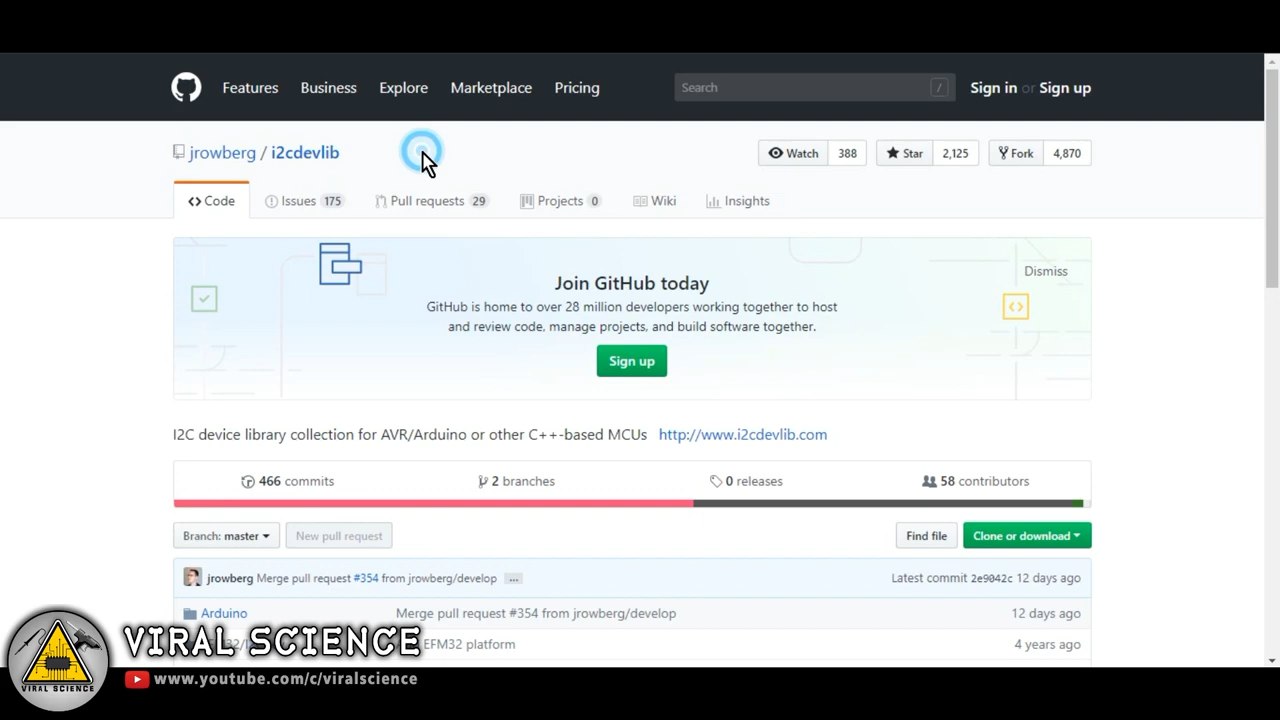 Features Business Explore Marketplace Pricing Search / Sign in or Sign up
jrowberg / i2cdevlib Watch 388 Star 2,125 Fork 4,870
<> Code Issues 175 Pull requests 29 Projects 0 Wiki Insights
Join GitHub today
Dismiss
GitHub is home to over 28 million developers working together to host
and review code, manage projects, and build software together.
Sign up
I2C device library collection for AVR/Arduino or other C++-based MCUs http://www.i2cdevlib.com
466 commits 2 branches 0 releases 58 contributors
Branch: master New pull request Find file Clone or download
jrowberg Merge pull request #354 from jrowberg/develop ... Latest commit 2e9042c 12 days ago
Arduino Merge pull request #354 from jrowberg/develop 12 days ago
EFM32 platform 4 years ago
VIRAL SCIENCE
VIRAL SCIENCE
www.youtube.com/c/viralscience